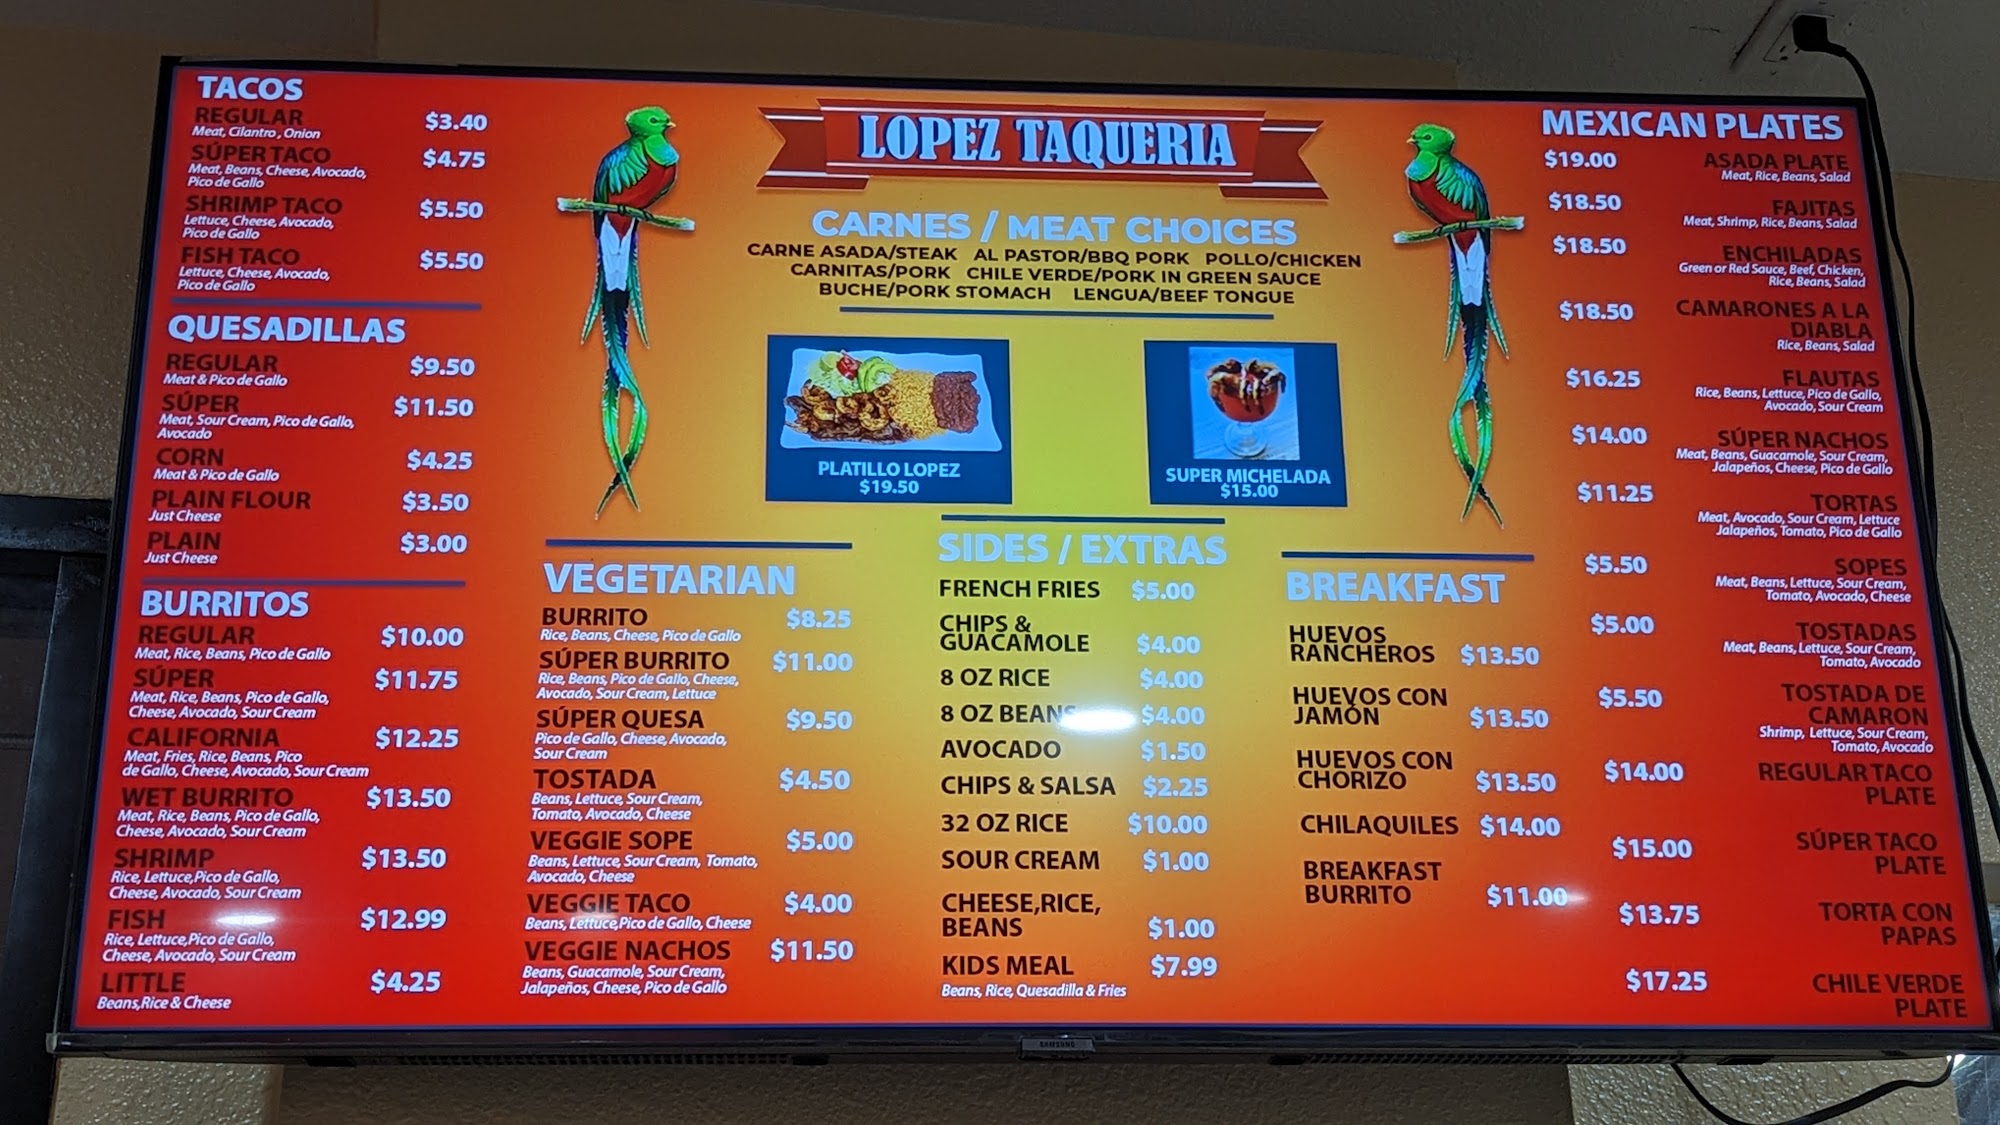 TACOS
REGULAR $3.40
Meat, Cilantro , Onion
SÚPER TACO $4.75
Meat, Beans, Cheese, Avocado,
Pico de Gallo
SHRIMP TACO $5.50
Lettuce, Cheese, Avocado,
Pico de Gallo
FISH TACO $5.50
Lettuce, Cheese, Avocado,
Pico de Gallo
QUESADILLAS
REGULAR $9.50
Meat & Pico de Gallo
SÚPER $11.50
Meat, Sour Cream, Pico de Gallo,
Avocado
CORN $4.25
Meat & Pico de Gallo
PLAIN FLOUR $3.50
Just Cheese
PLAIN $3.00
Just Cheese
BURRITOS
REGULAR $10.00
Meat, Rice, Beans, Pico de Gallo
SÚPER $11.75
Meat, Rice, Beans, Pico de Gallo,
Cheese, Avocado, Sour Cream
CALIFORNIA $12.25
Meat, Fries, Rice, Beans, Pico
de Gallo, Cheese, Avocado, Sour Cream
WET BURRITO $13.50
Meat, Rice, Beans, Pico de Gallo,
Cheese, Avocado, Sour Cream
SHRIMP $13.50
Rice, Lettuce,Pico de Gallo,
Cheese, Avocado, Sour Cream
FISH $12.99
Rice, Lettuce,Pico de Gallo,
Cheese, Avocado, Sour Cream
LITTLE $4.25
Beans,Rice & Cheese
LOPEZ TAQUERIA
CARNES / MEAT CHOICES
CARNE ASADA/STEAK AL PASTOR/BBQ PORK POLLO/CHICKEN
CARNITAS/PORK CHILE VERDE/PORK IN GREEN SAUCE
BUCHE/PORK STOMACH LENGUA/BEEF TONGUE
PLATILLO LOPEZ
$19.50
SUPER MICHELADA
$15.00
VEGETARIAN
BURRITO $8.25
Rice, Beans, Cheese, Pico de Gallo
SÚPER BURRITO $11.00
Rice, Beans, Pico de Gallo, Cheese,
Avocado, Sour Cream, Lettuce
SÚPER QUESA $9.50
Pico de Gallo, Cheese, Avocado,
Sour Cream
TOSTADA $4.50
Beans, Lettuce, Sour Cream,
Tomato, Avocado, Cheese
VEGGIE SOPE $5.00
Beans, Lettuce, Sour Cream, Tomato,
Avocado, Cheese
VEGGIE TACO $4.00
Beans, Lettuce,Pico de Gallo, Cheese
VEGGIE NACHOS $11.50
Beans, Guacamole, Sour Cream,
Jalapeños, Cheese, Pico de Gallo
SIDES / EXTRAS
FRENCH FRIES $5.00
CHIPS &
GUACAMOLE $4.00
8 OZ RICE $4.00
8 OZ BEANS $4.00
AVOCADO $1.50
CHIPS & SALSA $2.25
32 OZ RICE $10.00
SOUR CREAM $1.00
CHEESE,RICE,
BEANS $1.00
KIDS MEAL $7.99
Beans, Rice, Quesadilla & Fries
BREAKFAST
HUEVOS
RANCHEROS $13.50
HUEVOS CON
JAMÓN $13.50
HUEVOS CON
CHORIZO $13.50
CHILAQUILES $14.00
BREAKFAST
BURRITO $11.00
MEXICAN PLATES
$19.00 ASADA PLATE
Meat, Rice, Beans, Salad
$18.50 FAJITAS
Meat, Shrimp, Rice, Beans, Salad
$18.50 ENCHILADAS
Green or Red Sauce, Beef, Chicken,
Rice, Beans, Salad
$18.50 CAMARONES A LA
DIABLA
Rice, Beans, Salad
$16.25 FLAUTAS
Rice, Beans, Lettuce, Pico de Gallo,
Avocado, Sour Cream
$14.00 SÚPER NACHOS
Meat, Beans, Guacamole, Sour Cream,
Jalapeños, Cheese, Pico de Gallo
$11.25 TORTAS
Meat, Avocado, Sour Cream, Lettuce
Jalapeños, Tomato, Pico de Gallo
$5.50 SOPES
Meat, Beans, Lettuce, Sour Cream,
Tomato, Avocado, Cheese
$5.00 TOSTADAS
Meat, Beans, Lettuce, Sour Cream,
Tomato, Avocado
$5.50 TOSTADA DE
CAMARON
Shrimp, Lettuce, Sour Cream,
Tomato, Avocado
$14.00 REGULAR TACO
PLATE
$15.00 SÚPER TACO
PLATE
$13.75 TORTA CON
PAPAS
$17.25 CHILE VERDE
PLATE
SAMSUNG